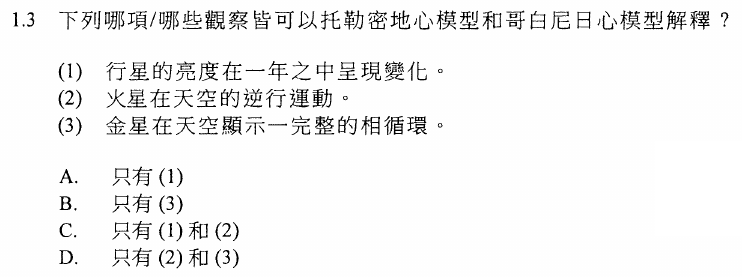 1.3 下列哪項/哪些觀察皆可以托勒密地心模型和哥白尼日心模型解釋？
(1) 行星的亮度在一年之中呈現變化。
(2) 火星在天空的逆行運動。
(3) 金星在天空顯示一完整的相循環。
A. 只有 (1)
B. 只有 (3)
C. 只有 (1) 和 (2)
D. 只有 (2) 和 (3)